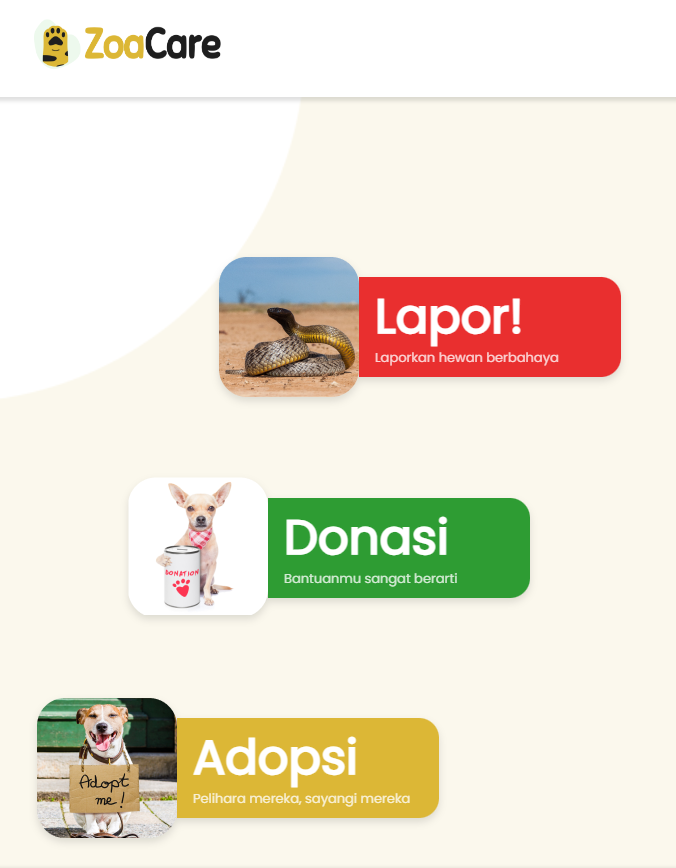 ZoaCare
Lapor!
Laporkan hewan berbahaya
DONATION
Donasi
Bantuanmu sangat berarti
Adopt
me!
Adopsi
Pelihara mereka, sayangi mereka